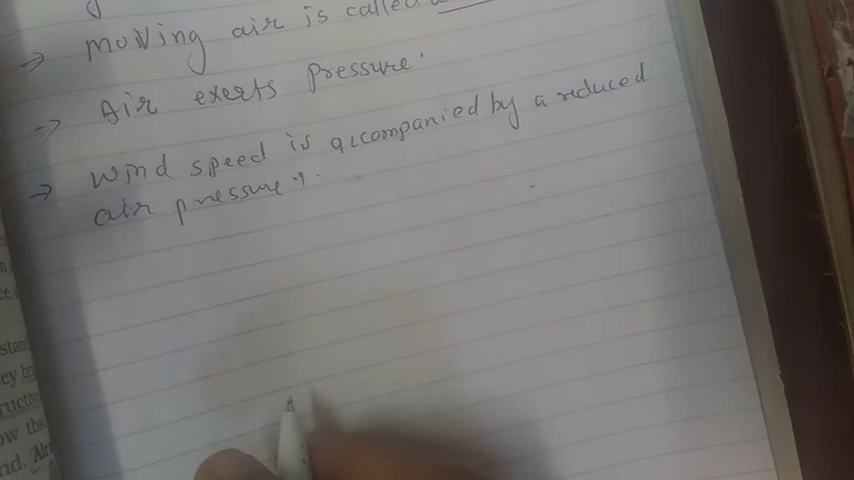 → moving air is called
→ Air exerts pressure.
→ Wind speed is accompanied by a reduced
air pressure.